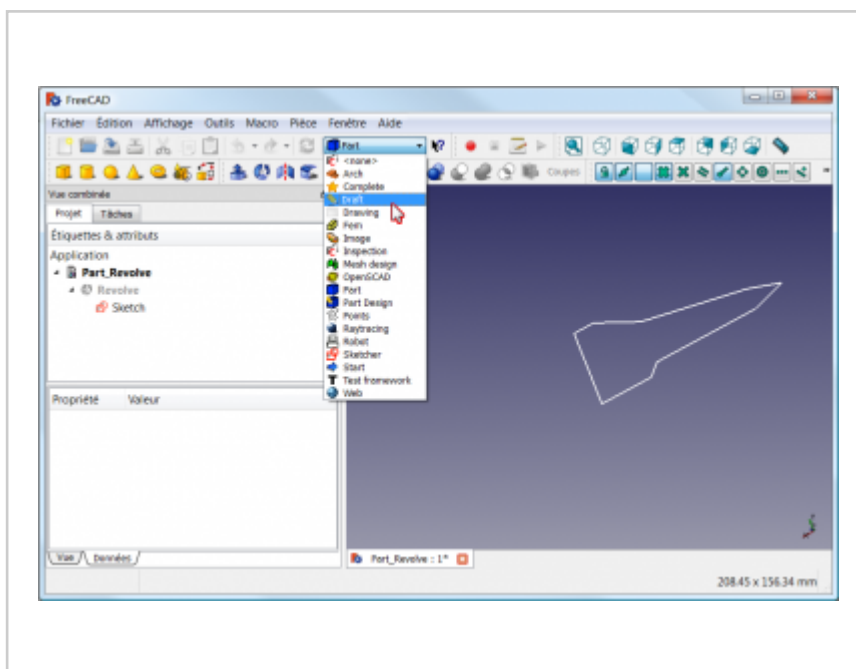 FreeCAD
Fichier Édition Affichage Outils Macro Pièce Fenêtre Aide
Part
Coupes
<none>
Arch
Complete
Draft
Drawing
Fem
Image
Inspection
Mesh design
OpenSCAD
Part
Part Design
Points
Raytracing
Robot
Sketcher
Start
Test framework
Web
Vue combinée
Projet Tâches
Étiquettes & attributs
Application
Part_Revolve
Revolve
Sketch
Propriété Valeur
Vue Données
Part_Revolve : 1*
208.45 x 156.34 mm